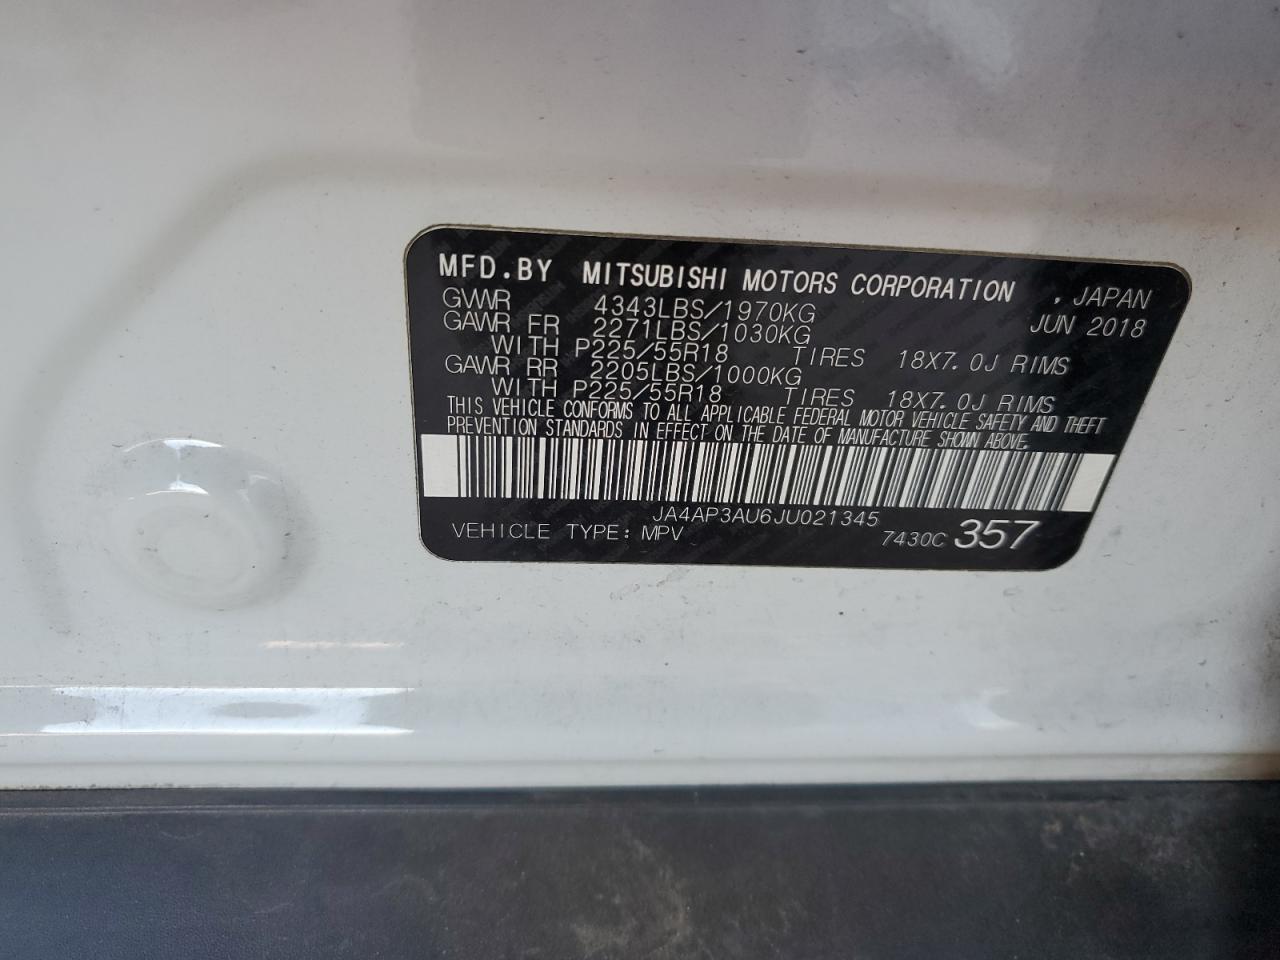 MFD.BY MITSUBISHI MOTORS CORPORATION , JAPAN
GVWR 4343LBS/1970KG JUN 2018
GAWR FR 2271LBS/1030KG
WITH P225/55R18 TIRES 18X7.0J RIMS
GAWR RR 2205LBS/1000KG
WITH P225/55R18 TIRES 18X7.0J RIMS
THIS VEHICLE CONFORMS TO ALL APPLICABLE FEDERAL MOTOR VEHICLE SAFETY AND THEFT
PREVENTION STANDARDS IN EFFECT ON THE DATE OF MANUFACTURE SHOWN ABOVE.
JA4AP3AU6JU021345
VEHICLE TYPE: MPV 7430C 357